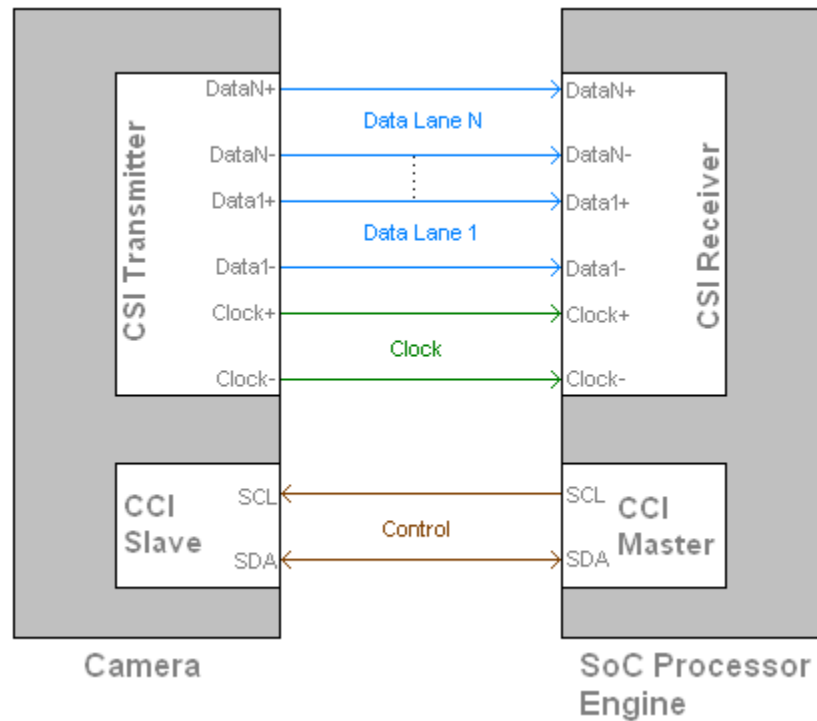 DataN+
DataN+
Data Lane N
DataN-
DataN-
Data1+
Data1+
Data Lane 1
Data1-
Data1-
Clock+
Clock+
Clock
Clock-
Clock-
CSI Transmitter
CSI Receiver
CCI
Slave
SCL
SCL
Control
SDA
SDA
CCI
Master
Camera
SoC Processor
Engine